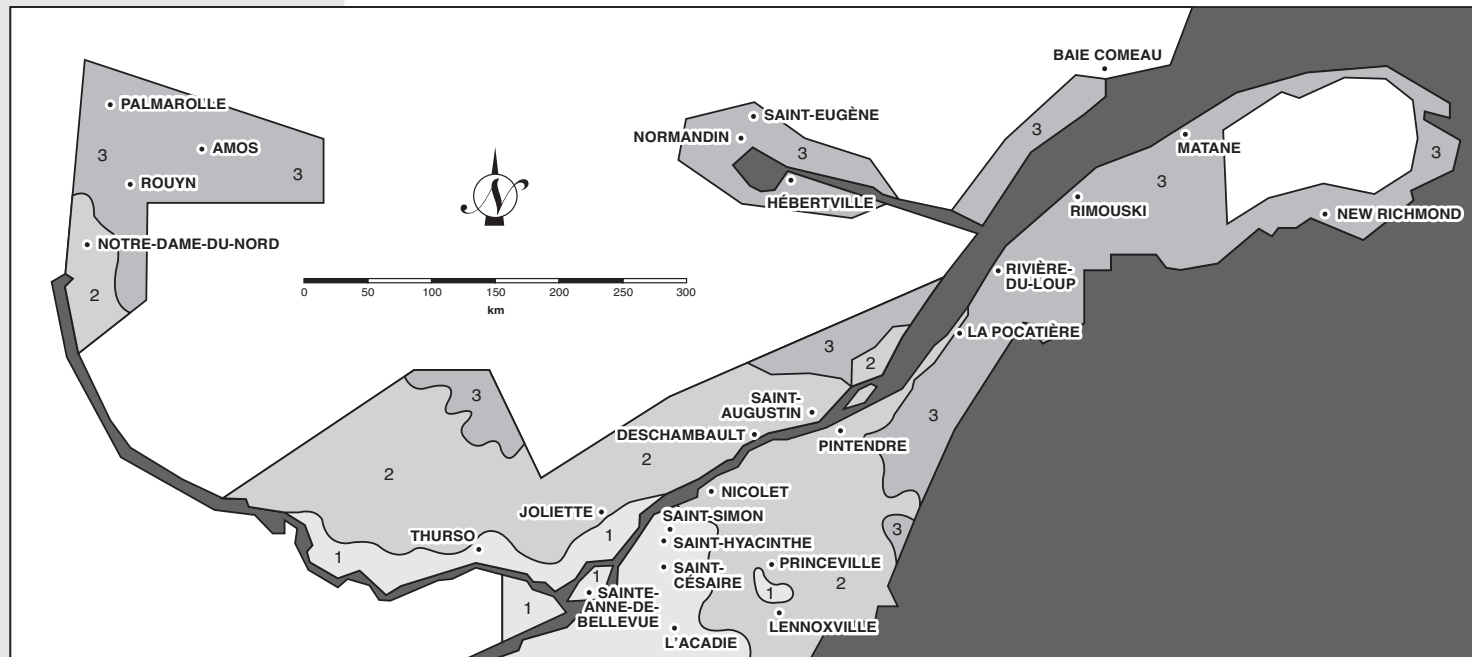 BAIE COMEAU
PALMAROLLE
SAINT-EUGÈNE
NORMANDIN
3
MATANE
AMOS
3
3
3
3
ROUYN
3
HÉBERTVILLE
RIMOUSKI
NEW RICHMOND
NOTRE-DAME-DU-NORD
2
RIVIÈRE-
DU-LOUP
0 50 100 150 200 250 300
km
LA POCATIÈRE
3
2
3
SAINT-
AUGUSTIN
3
DESCHAMBAULT
PINTENDRE
2
2
NICOLET
JOLIETTE
SAINT-SIMON
THURSO
1
3
SAINT-HYACINTHE
1
PRINCEVILLE
SAINT-
CÉSAIRE
1
2
1
SAINTE-
ANNE-DE-
BELLEVUE
1
LENNOXVILLE
L'ACADIE